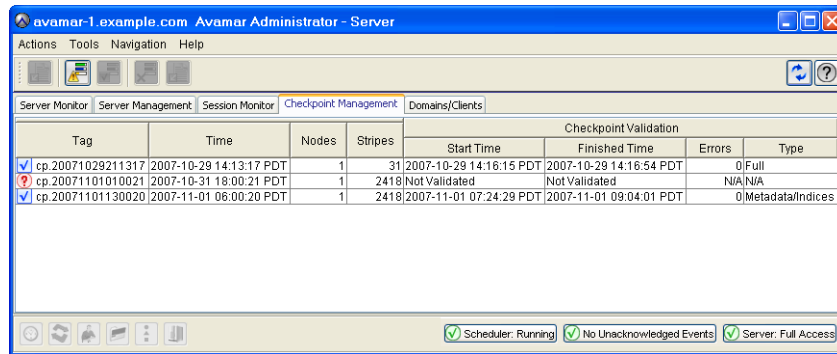 avamar-1.example.com Avamar Administrator - Server
Actions Tools Navigation Help
Server Monitor Server Management Session Monitor Checkpoint Management Domains/Clients
Tag Time Nodes Stripes Checkpoint Validation
Start Time Finished Time Errors Type
cp.20071029211317 2007-10-29 14:13:17 PDT 1 31 2007-10-29 14:16:15 PDT 2007-10-29 14:16:54 PDT 0 Full
cp.20071101010021 2007-10-31 18:00:21 PDT 1 2418 Not Validated Not Validated N/A N/A
cp.20071101130020 2007-11-01 06:00:20 PDT 1 2418 2007-11-01 07:24:29 PDT 2007-11-01 09:04:01 PDT 0 Metadata/Indices
Scheduler: Running No Unacknowledged Events Server: Full Access